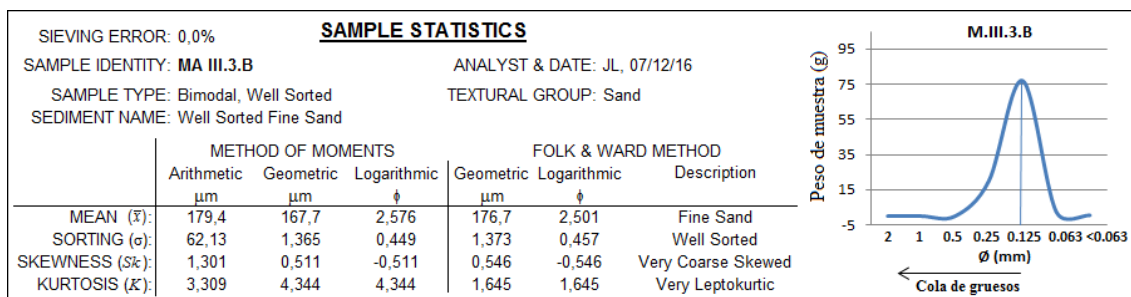 SAMPLE STATISTICS
SIEVING ERROR: 0,0%
SAMPLE IDENTITY: MA III.3.B ANALYST & DATE: JL, 07/12/16
SAMPLE TYPE: Bimodal, Well Sorted TEXTURAL GROUP: Sand
SEDIMENT NAME: Well Sorted Fine Sand
METHOD OF MOMENTS FOLK & WARD METHOD
Arithmetic Geometric Logarithmic Geometric Logarithmic Description
μm μm ϕ μm ϕ
MEAN (x̄): 179,4 167,7 2,576 176,7 2,501 Fine Sand
SORTING (σ): 62,13 1,365 0,449 1,373 0,457 Well Sorted
SKEWNESS (Sk): 1,301 0,511 -0,511 0,546 -0,546 Very Coarse Skewed
KURTOSIS (K): 3,309 4,344 4,344 1,645 1,645 Very Leptokurtic
M.III.3.B
Peso de muestra (g)
95
75
55
35
15
-5
2 1 0.5 0.25 0.125 0.063 <0.063
Ø (mm)
Cola de gruesos